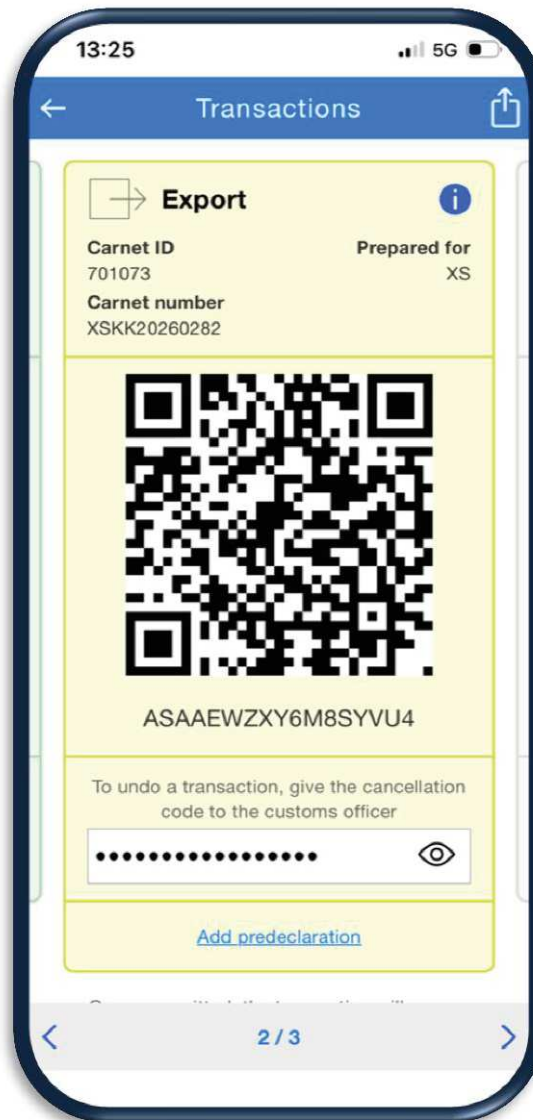 13:25
5G
Transactions
Export
Carnet ID
Prepared for
701073
XS
Carnet number
XSKK20260282
ASAAEWZXY6M8SYVU4
To undo a transaction, give the cancellation
code to the customs officer
•••••••••••••••••
Add predeclaration
2/3